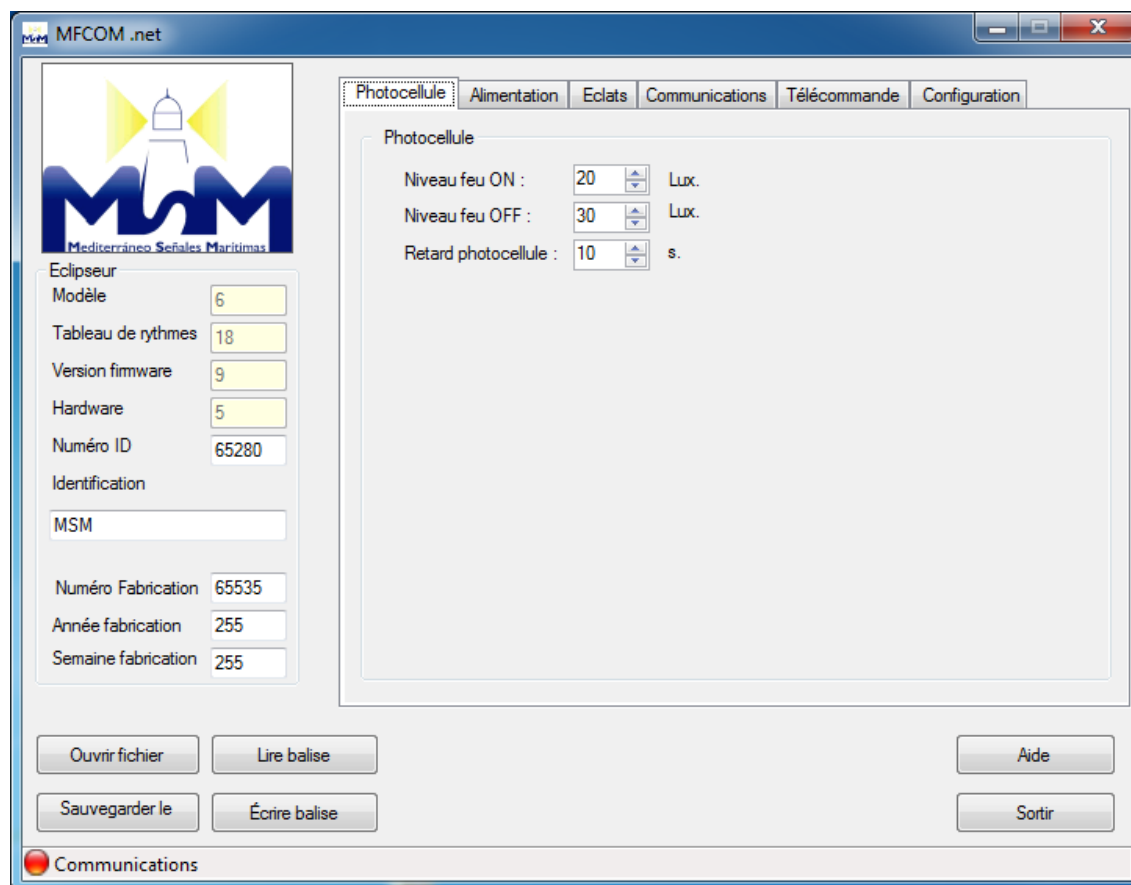 MFCOM .net
MSM
Mediterráneo Señales Marítimas
Eclipseur
Modèle 6
Tableau de rythmes 18
Version firmware 9
Hardware 5
Numéro ID 65280
Identification
MSM
Numéro Fabrication 65535
Année fabrication 255
Semaine fabrication 255
Photocellule Alimentation Eclats Communications Télécommande Configuration
Photocellule
Niveau feu ON : 20 Lux.
Niveau feu OFF : 30 Lux.
Retard photocellule : 10 s.
Ouvrir fichier Lire balise Aide
Sauvegarder le Écrire balise Sortir
Communications